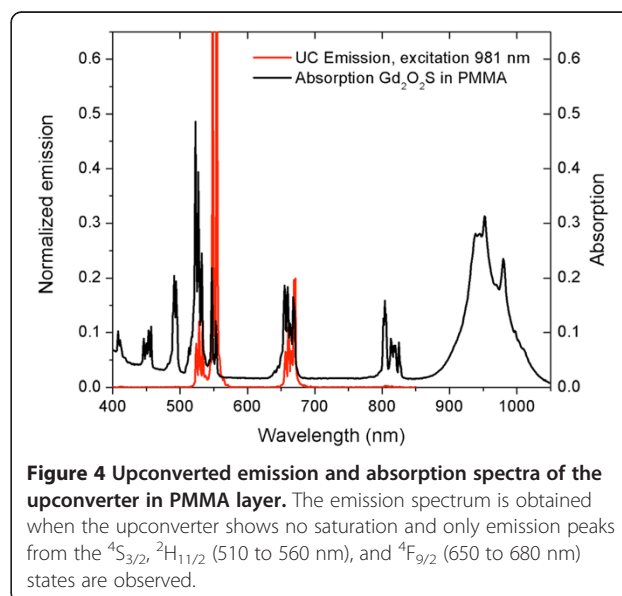 UC Emission, excitation 981 nm
Absorption Gd₂O₂S in PMMA
Normalized emission
Absorption
0.6
0.5
0.4
0.3
0.2
0.1
0.0
0.6
0.5
0.4
0.3
0.2
0.1
0.0
400 500 600 700 800 900 1000
Wavelength (nm)
Figure 4 Upconverted emission and absorption spectra of the
upconverter in PMMA layer. The emission spectrum is obtained
when the upconverter shows no saturation and only emission peaks
from the ⁴S₃/₂, ²H₁₁/₂ (510 to 560 nm), and ⁴F₉/₂ (650 to 680 nm)
states are observed.